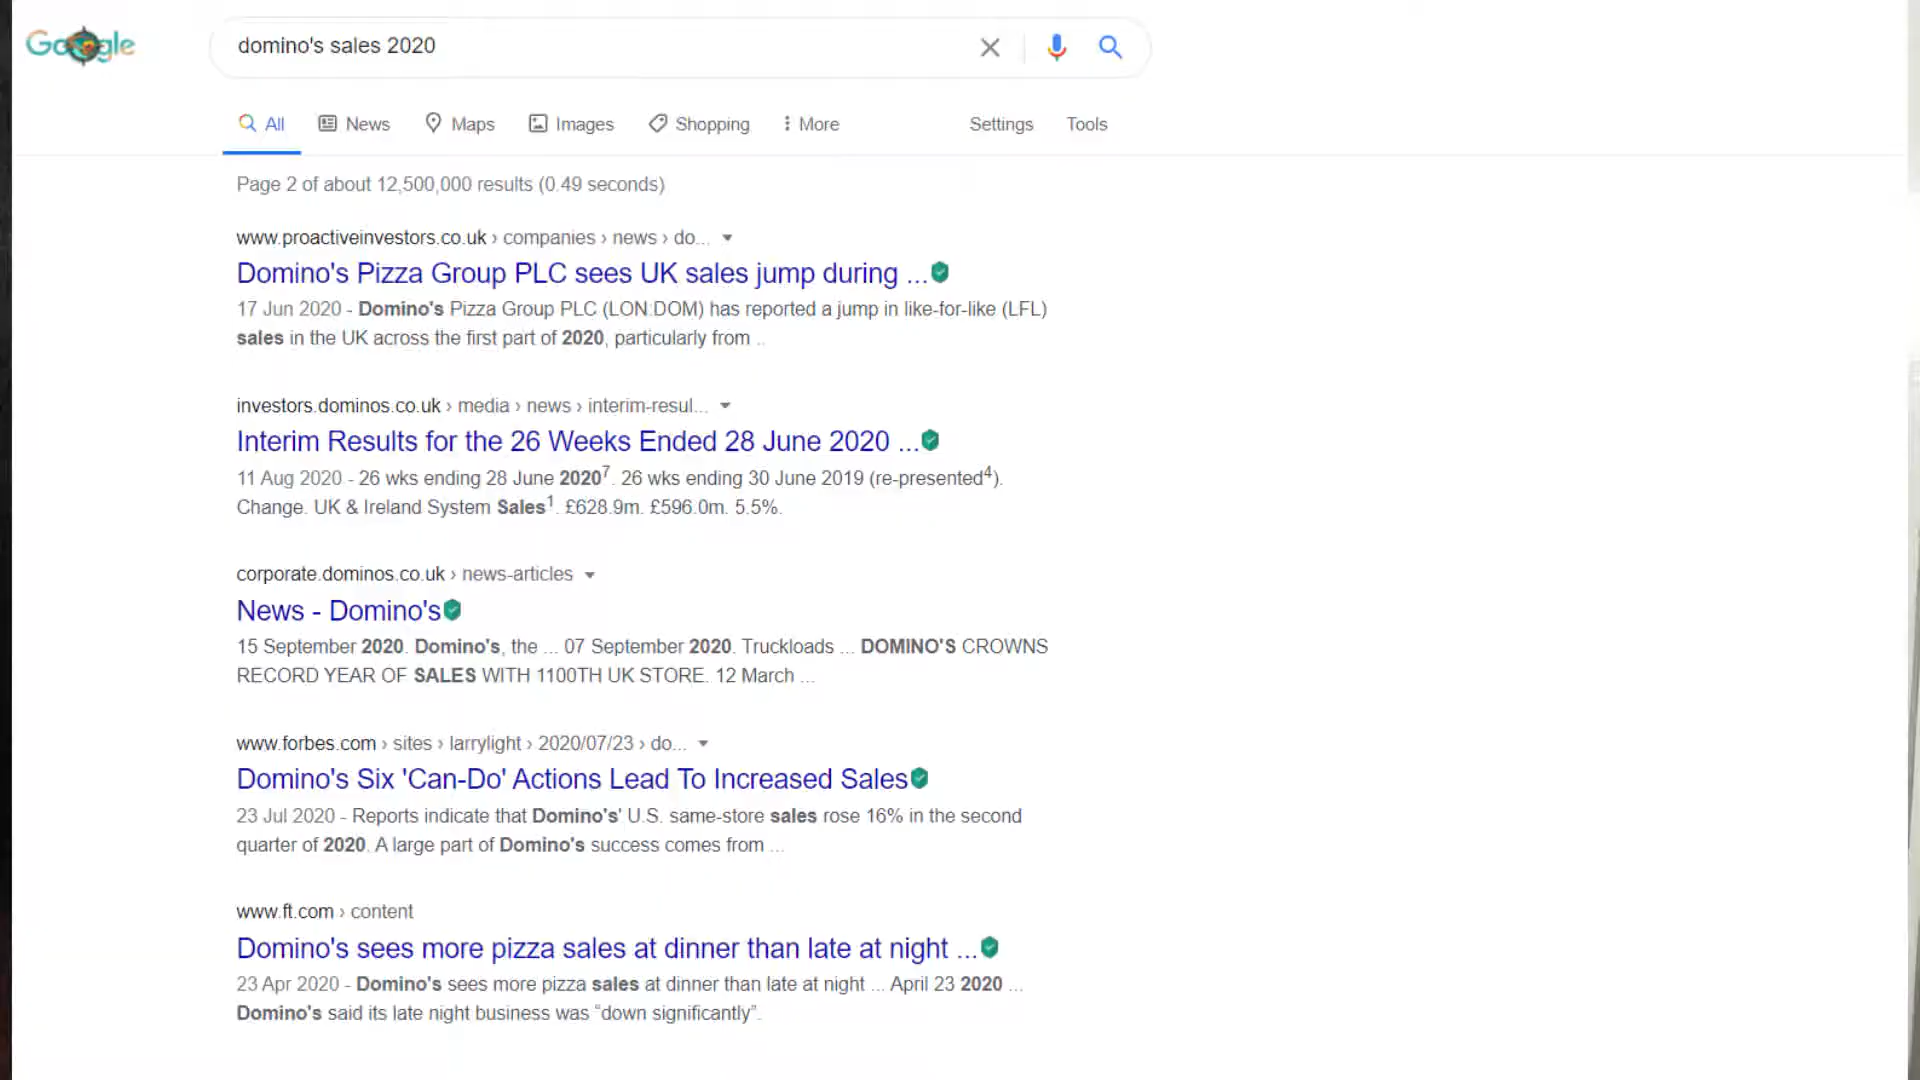 Google
domino's sales 2020
All News Maps Images Shopping More Settings Tools
Page 2 of about 12,500,000 results (0.49 seconds)
www.proactiveinvestors.co.uk › companies › news › do...
Domino's Pizza Group PLC sees UK sales jump during ...
17 Jun 2020 - Domino's Pizza Group PLC (LON:DOM) has reported a jump in like-for-like (LFL)
sales in the UK across the first part of 2020, particularly from ..
investors.dominos.co.uk › media › news › interim-resul...
Interim Results for the 26 Weeks Ended 28 June 2020 ...
11 Aug 2020 - 26 wks ending 28 June 2020⁷. 26 wks ending 30 June 2019 (re-presented⁴).
Change. UK & Ireland System Sales¹. £628.9m. £596.0m. 5.5%.
corporate.dominos.co.uk › news-articles
News - Domino's
15 September 2020. Domino's, the ... 07 September 2020. Truckloads ... DOMINO'S CROWNS
RECORD YEAR OF SALES WITH 1100TH UK STORE. 12 March ...
www.forbes.com › sites › larrylight › 2020/07/23 › do...
Domino's Six 'Can-Do' Actions Lead To Increased Sales
23 Jul 2020 - Reports indicate that Domino's' U.S. same-store sales rose 16% in the second
quarter of 2020. A large part of Domino's success comes from ...
www.ft.com › content
Domino's sees more pizza sales at dinner than late at night ...
23 Apr 2020 - Domino's sees more pizza sales at dinner than late at night ... April 23 2020 ...
Domino's said its late night business was “down significantly”.